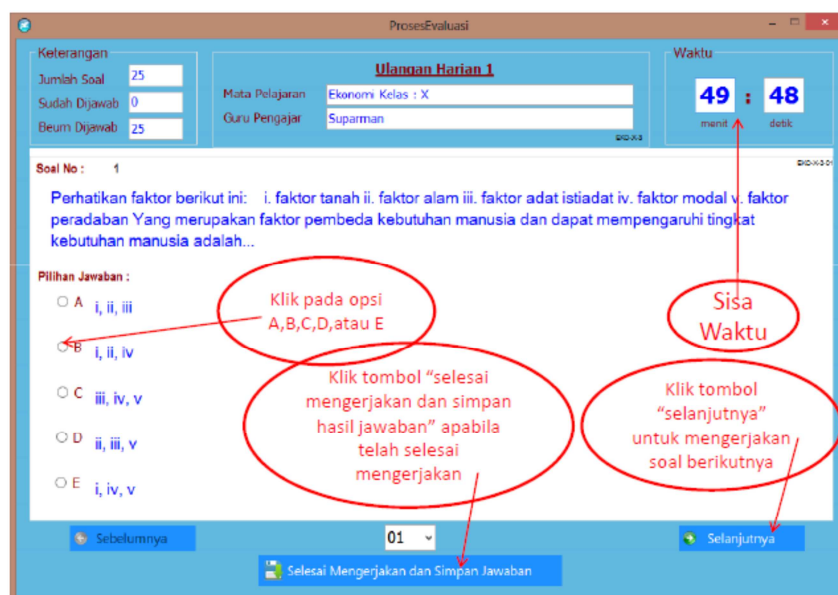 ProsesEvaluasi
Keterangan
Jumlah Soal 25
Sudah Dijawab 0
Beum Dijawab 25
Ulangan Harian 1
Mata Pelajaran Ekonomi Kelas : X
Guru Pengajar Suparman
EKO-X-3
Waktu
49 : 48
menit detik
Soal No : 1
EKO-X-3-01
Perhatikan faktor berikut ini: i. faktor tanah ii. faktor alam iii. faktor adat istiadat iv. faktor modal v. faktor
peradaban Yang merupakan faktor pembeda kebutuhan manusia dan dapat mempengaruhi tingkat
kebutuhan manusia adalah...
Pilihan Jawaban :
A i, ii, iii
B i, ii, iv
C iii, iv, v
D ii, iii, v
E i, iv, v
Klik pada opsi
A,B,C,D,atau E
Sisa
Waktu
Klik tombol “selesai
mengerjakan dan simpan
hasil jawaban” apabila
telah selesai
mengerjakan
Klik tombol
“selanjutnya”
untuk mengerjakan
soal berikutnya
Sebelumnya
01
Selanjutnya
Selesai Mengerjakan dan Simpan Jawaban